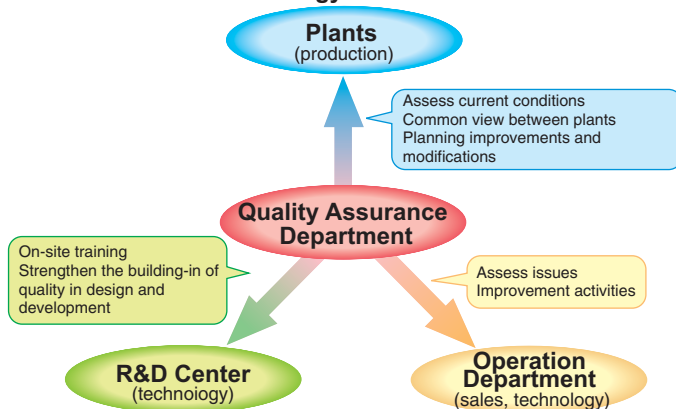 gy
Plants
(production)
Assess current conditions
Common view between plants
Planning improvements and
modifications
Quality Assurance
Department
On-site training
Strengthen the building-in of
quality in design and
development
Assess issues
Improvement activities
R&D Center
(technoiogy)
Operation
Department
(sales, technology)